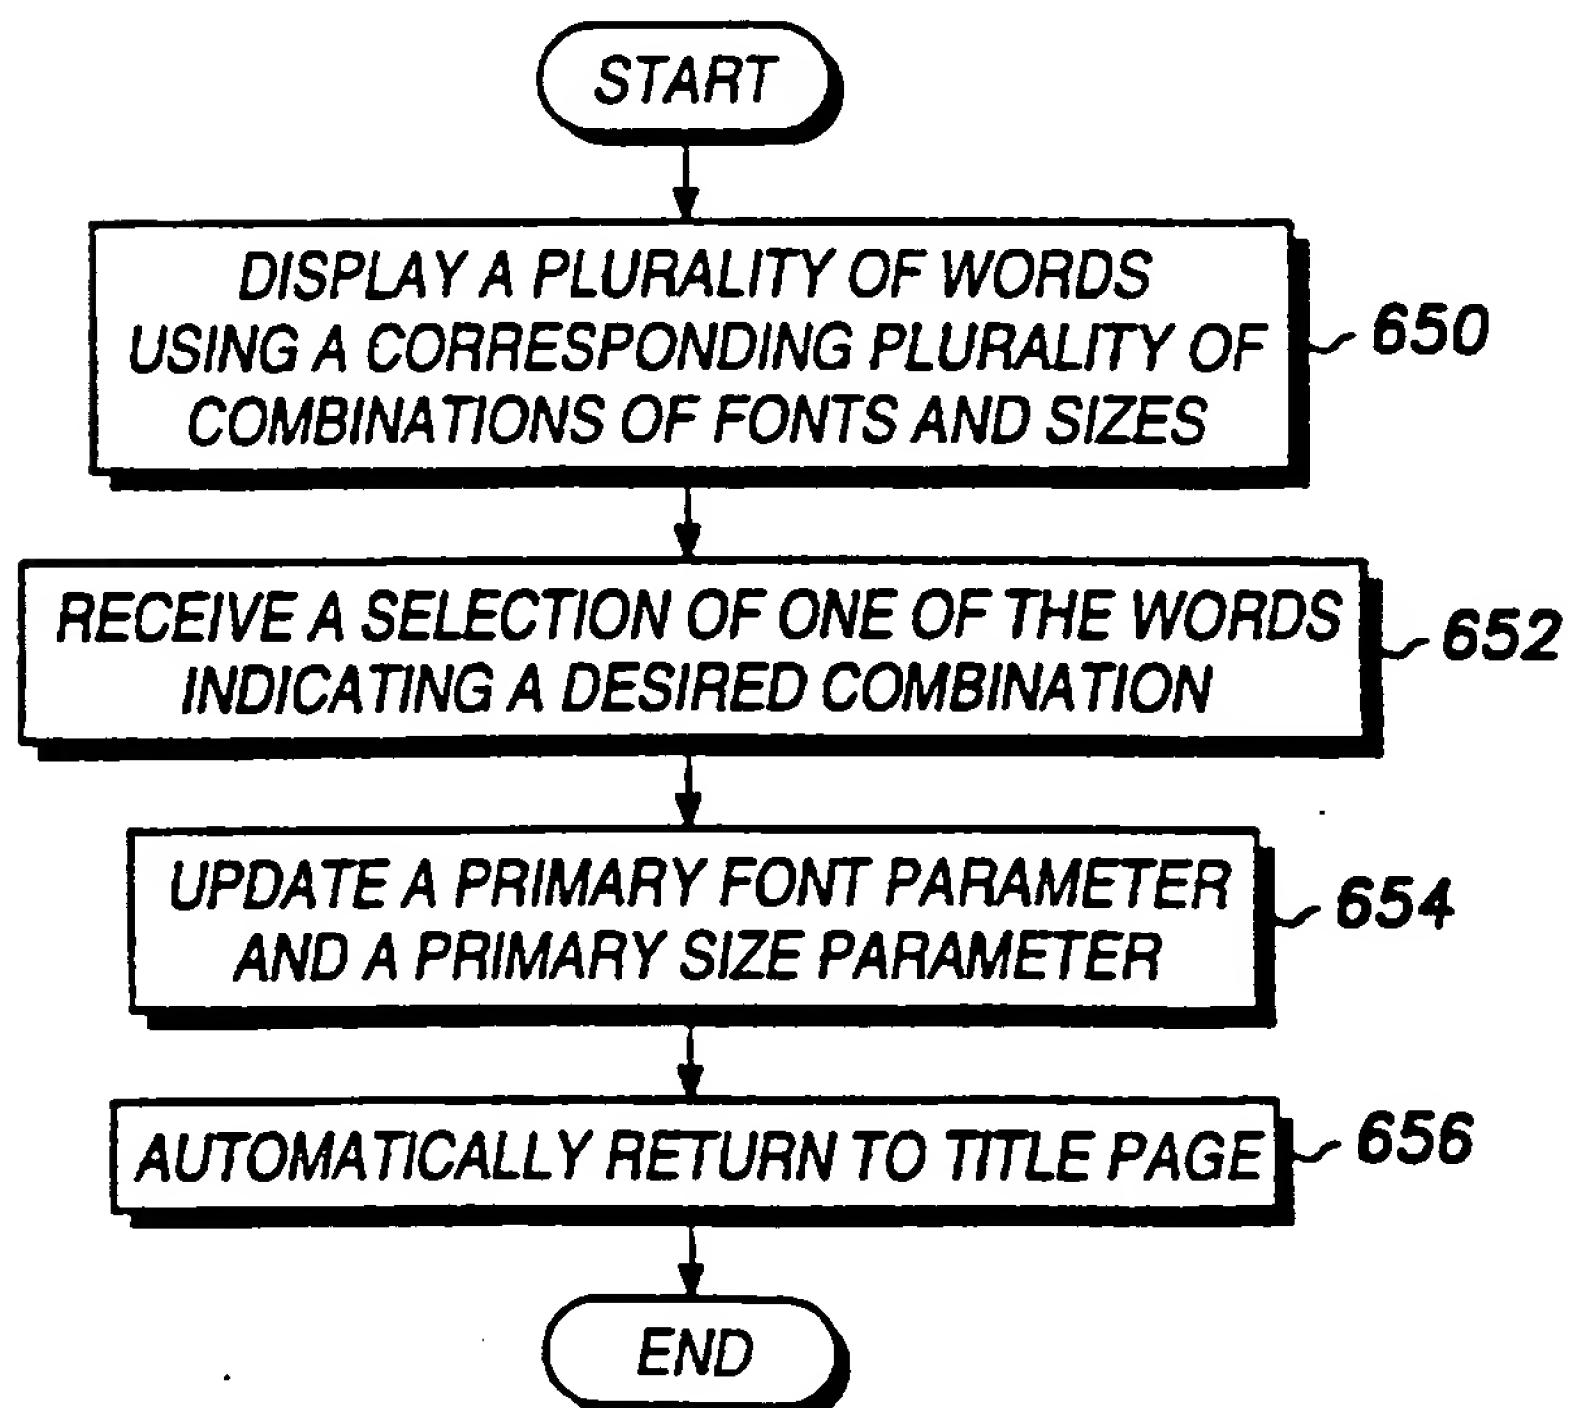 START
DISPLAY A PLURALITY OF WORDS
USING A CORRESPONDING PLURALITY OF
COMBINATIONS OF FONTS AND SIZES
650
RECEIVE A SELECTION OF ONE OF THE WORDS
INDICATING A DESIRED COMBINATION
652
UPDATE A PRIMARY FONT PARAMETER
AND A PRIMARY SIZE PARAMETER
654
AUTOMATICALLY RETURN TO TITLE PAGE
656
END